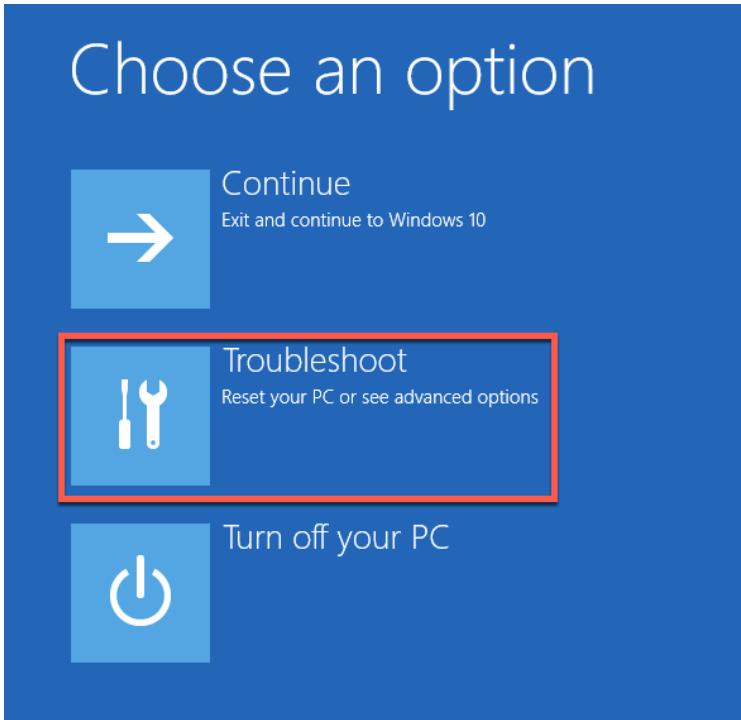 Choose an option
Continue
Exit and continue to Windows 10
Troubleshoot
Reset your PC or see advanced options
Turn off your PC